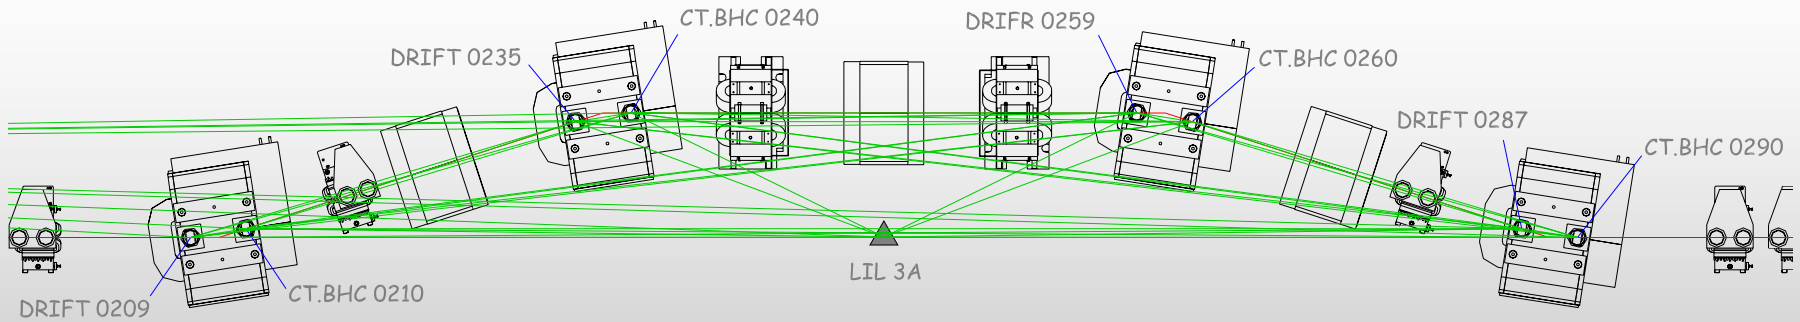 CT.BHC 0240
DRIFR 0259
DRIFT 0235
CT.BHC 0260
DRIFT 0287
CT.BHC 0290
LIL 3A
CT.BHC 0210
DRIFT 0209